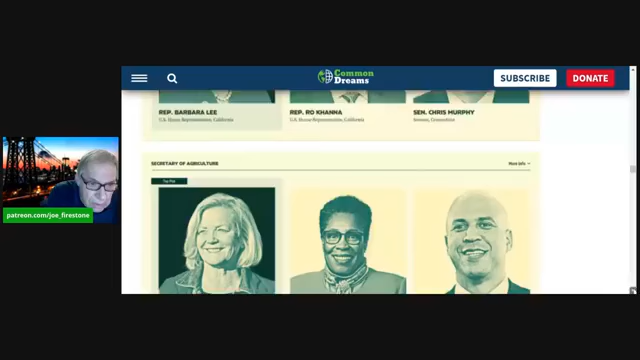 Common
Dreams
SUBSCRIBE
DONATE
REP. BARBARA LEE
REP. RO KHANNA
SEN. CHRIS MURPHY
U.S. House Representative, California
U.S. House Representative, California
Senator, Connecticut
SECRETARY OF AGRICULTURE
More Info
Top Pick
patreon.com/joe_firestone